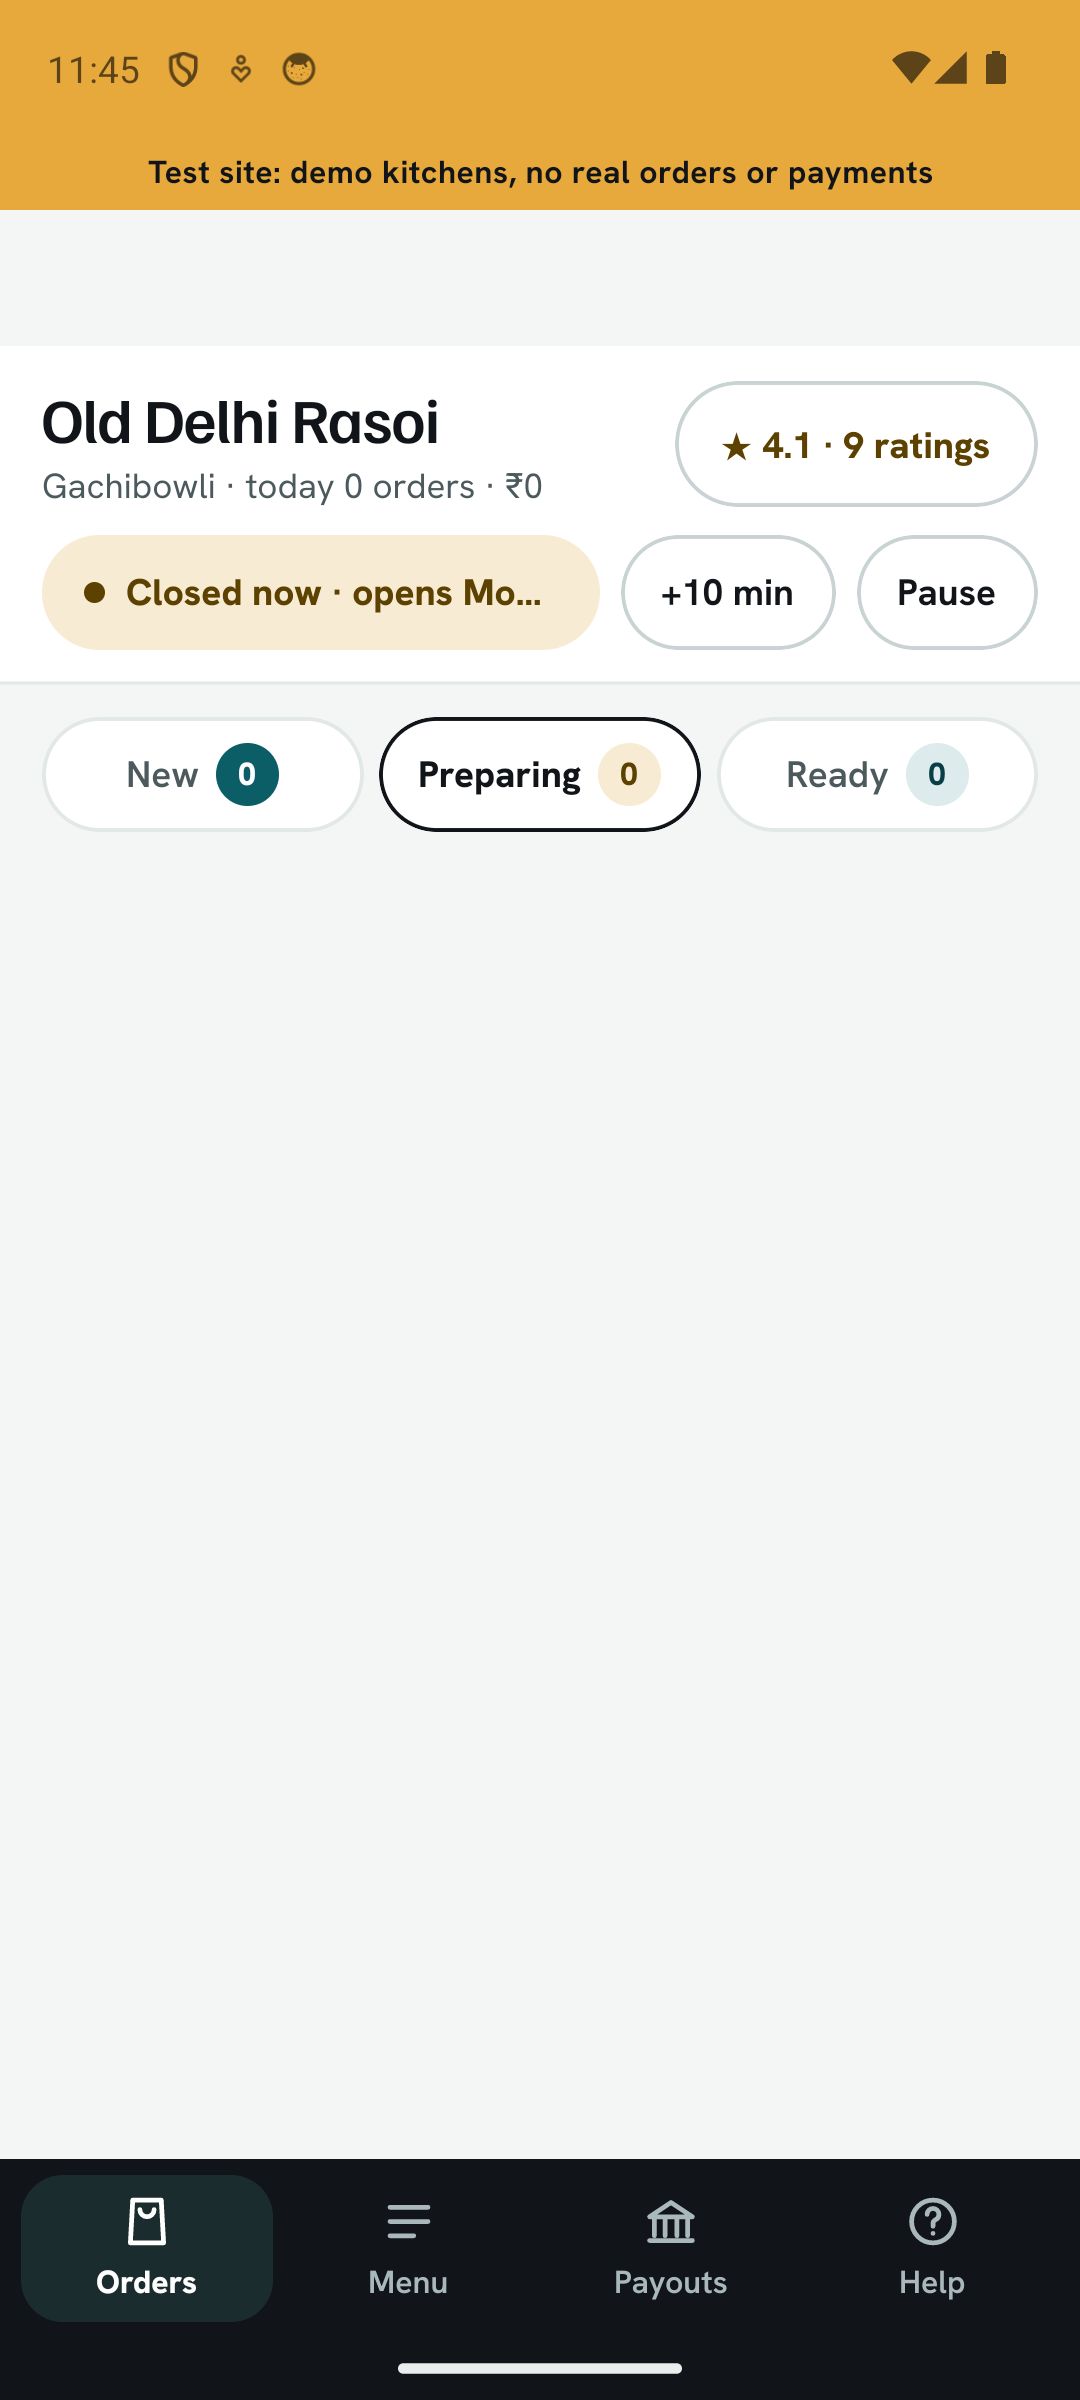 11:45
Test site: demo kitchens, no real orders or payments
Old Delhi Rasoi
★ 4.1 · 9 ratings
Gachibowli · today 0 orders · ₹0
Closed now · opens Mo...
+10 min
Pause
New 0
Preparing 0
Ready 0
Orders
Menu
Payouts
Help